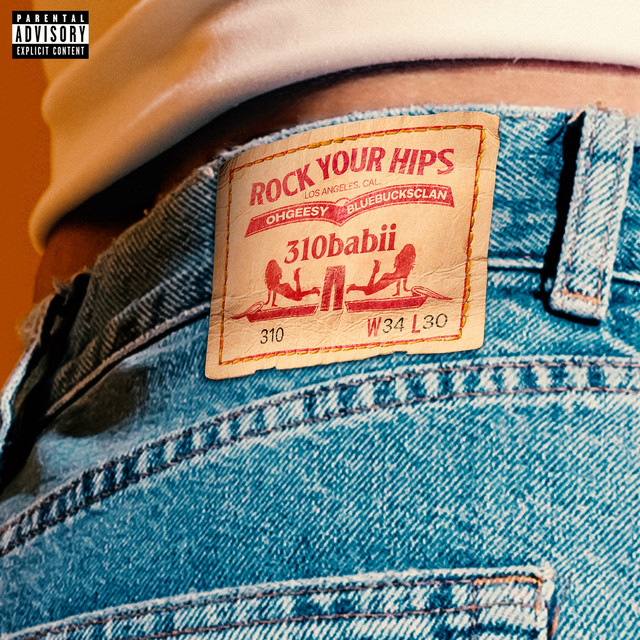 PARENTAL
ADVISORY
EXPLICIT CONTENT
ROCK YOUR HIPS
LOS ANGELES, CAL.
OHGEESY BLUEBUCKSCLAN
310babii
310 W34 L30